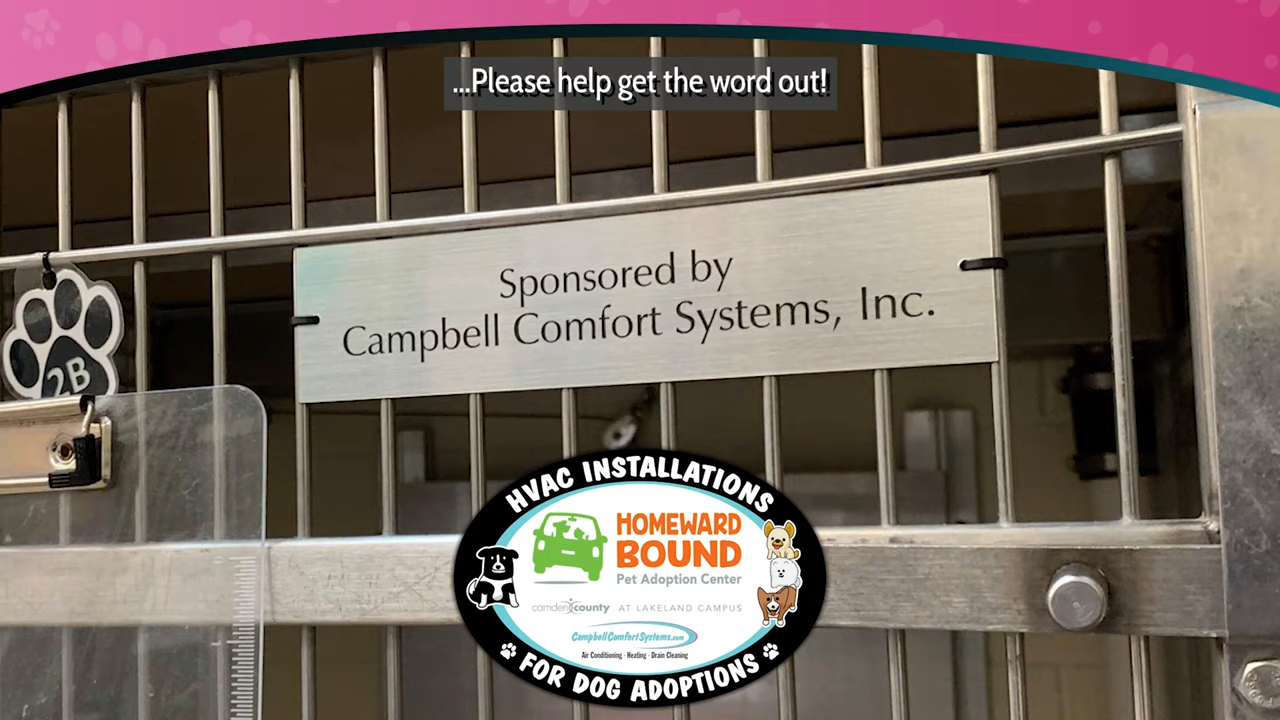 ...Please help get the word out!
Sponsored by
Campbell Comfort Systems, Inc.
2B
HVAC INSTALLATIONS
HOMEWARD
BOUND
Pet Adoption Center
camden county AT LAKELAND CAMPUS
CampbellComfortSystems.com
Air Conditioning - Heating - Drain Cleaning
FOR DOG ADOPTIONS